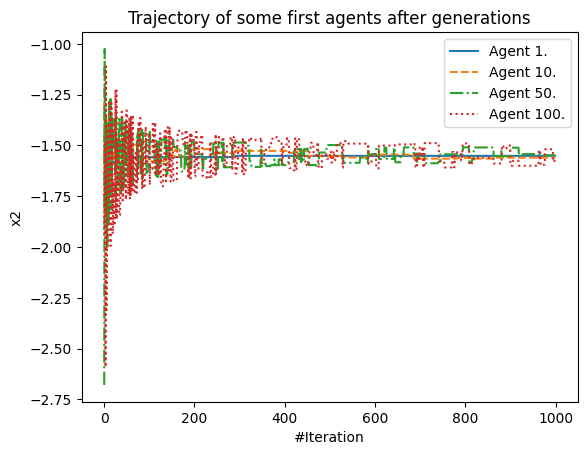 Trajectory of some first agents after generations
−1.00
−1.25
−1.50
−1.75
−2.00
−2.25
−2.50
−2.75
x2
Agent 1.
Agent 10.
Agent 50.
Agent 100.
0
200
400
600
800
1000
#Iteration